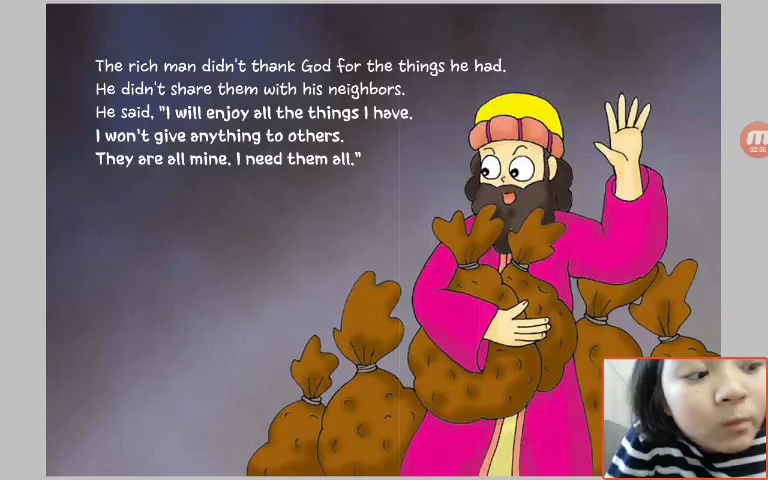 The rich man didn't thank God for the things he had.
He didn't share them with his neighbors.
He said, "I will enjoy all the things I have.
I won't give anything to others.
They are all mine. I need them all."
02:50